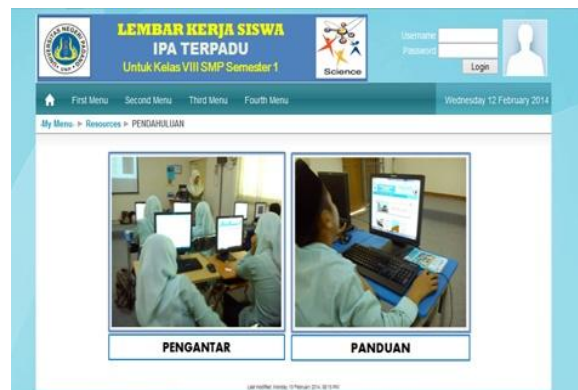 LEMBAR KERJA SISWA
IPA TERPADU
Untuk Kelas VIII SMP Semester 1
Science
Username
Password
Login
First Menu
Second Menu
Third Menu
Fourth Menu
Wednesday 12 February 2014
My Menu ► Resources ► PENDAHULUAN
PENGANTAR
PANDUAN